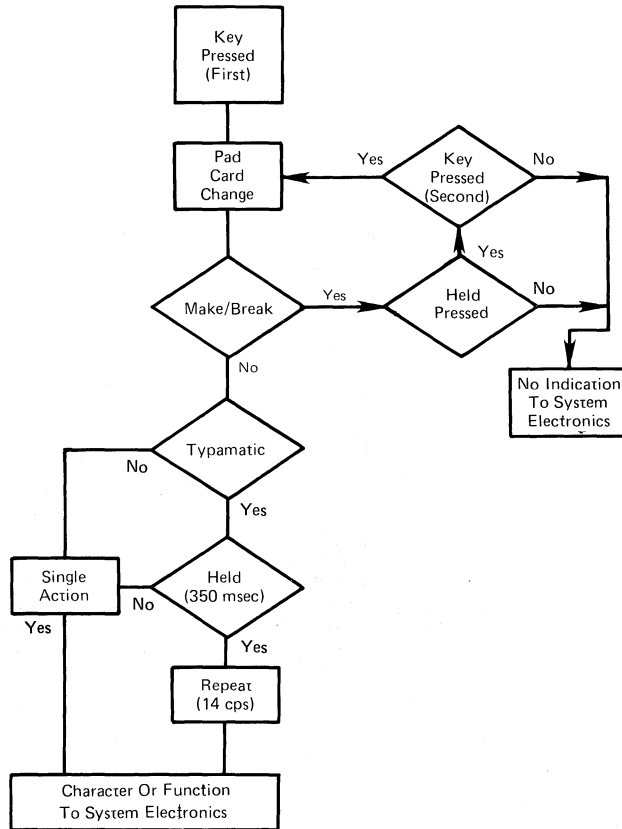 Key
Pressed
(First)
Pad
Card
Change
Yes
Key
Pressed
(Second)
No
Yes
Make/Break
Yes
Held
Pressed
No
No
No Indication
To System
Electronics
Typamatic
No
Yes
Single
Action
No
Held
(350 msec)
Yes
Yes
Repeat
(14 cps)
Character Or Function
To System Electronics